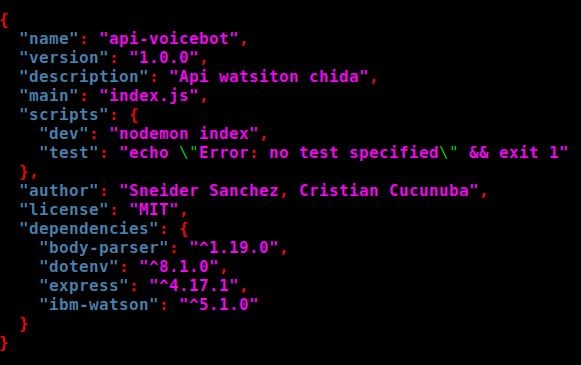 {
  "name": "api-voicebot",
  "version": "1.0.0",
  "description": "Api watsiton chida",
  "main": "index.js",
  "scripts": {
    "dev": "nodemon index",
    "test": "echo \"Error: no test specified\" && exit 1"
  },
  "author": "Sneider Sanchez, Cristian Cucunuba",
  "license": "MIT",
  "dependencies": {
    "body-parser": "^1.19.0",
    "dotenv": "^8.1.0",
    "express": "^4.17.1",
    "ibm-watson": "^5.1.0"
  }
}